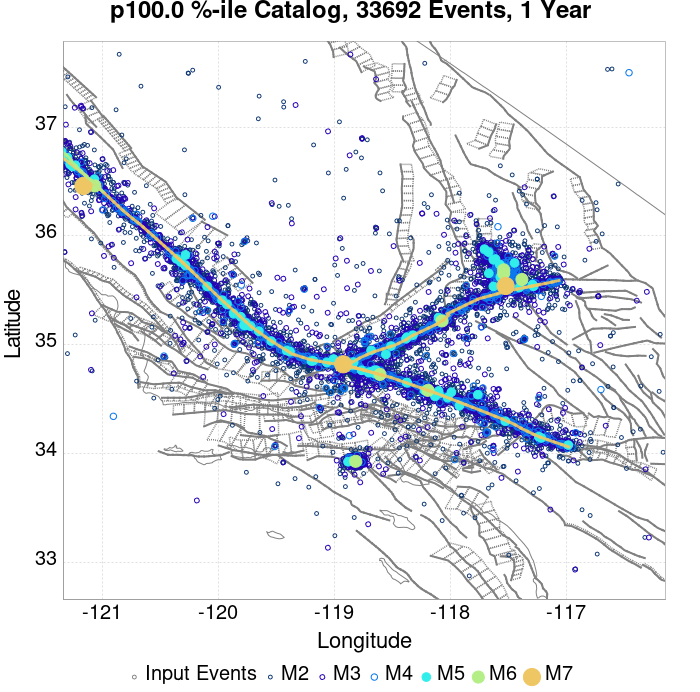 p100.0 %-ile Catalog, 33692 Events, 1 Year
37
36
35
34
33
Latitude
-121 -120 -119 -118 -117
Longitude
Input Events M2 M3 M4 M5 M6 M7